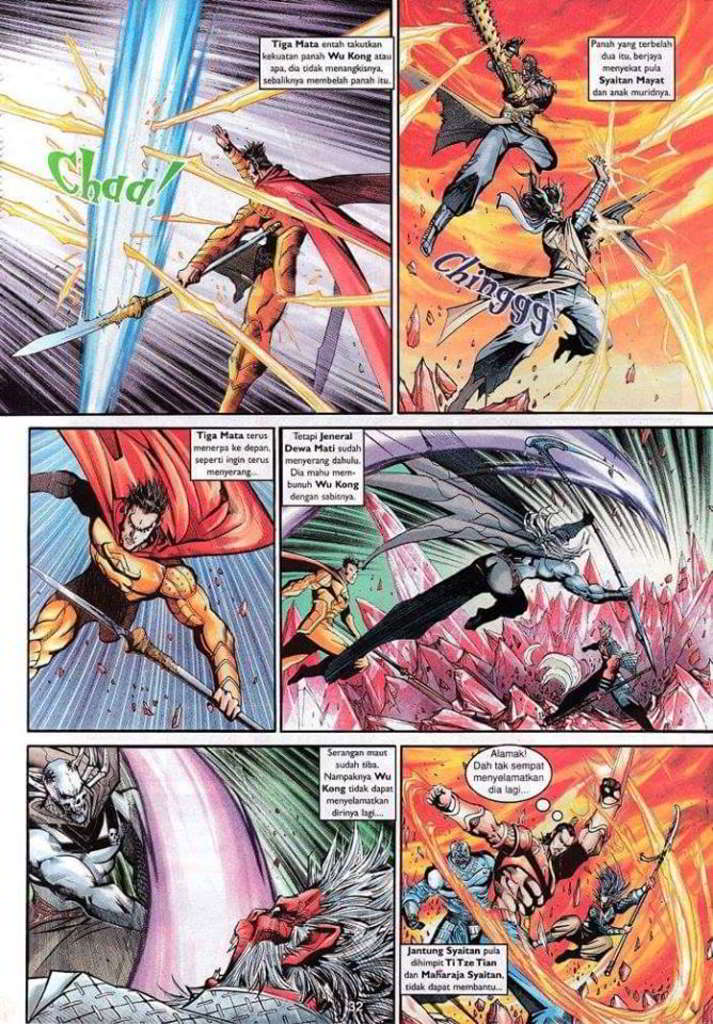 Tiga Mata entah takutkan
kekuatan panah Wu Kong atau
apa, dia tidak menangkisnya,
sebaliknya membelah panah itu.
Chaa!
Panah yang terbelah
dua itu, berjaya
menyekat pula
Syaitan Mayat
dan anak muridnya.
Chinggg
Tiga Mata terus
menerpa ke depan,
seperti ingin terus
menyerang...
Tetapi Jeneral
Dewa Mati sudah
menyerang dahulu.
Dia mahu mem-
bunuh Wu Kong
dengan sabitnya.
Serangan maut
sudah tiba.
Nampaknya Wu
Kong tidak dapat
menyelamatkan
dirinya lagi....
Alamak!
Dah tak sempat
menyelamatkan
dia lagi...
Jantung Syaitan pula
dihimpit Ti Tze Tian
dan Maharaja Syaitan,
tidak dapat membantu...
32